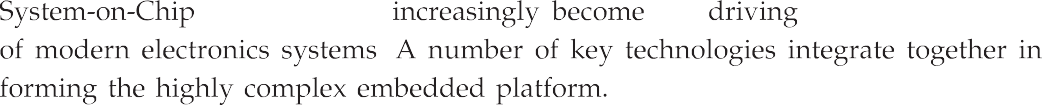 System-on-Chip increasingly become driving
of modern electronics systems A number of key technologies integrate together in
forming the highly complex embedded platform.